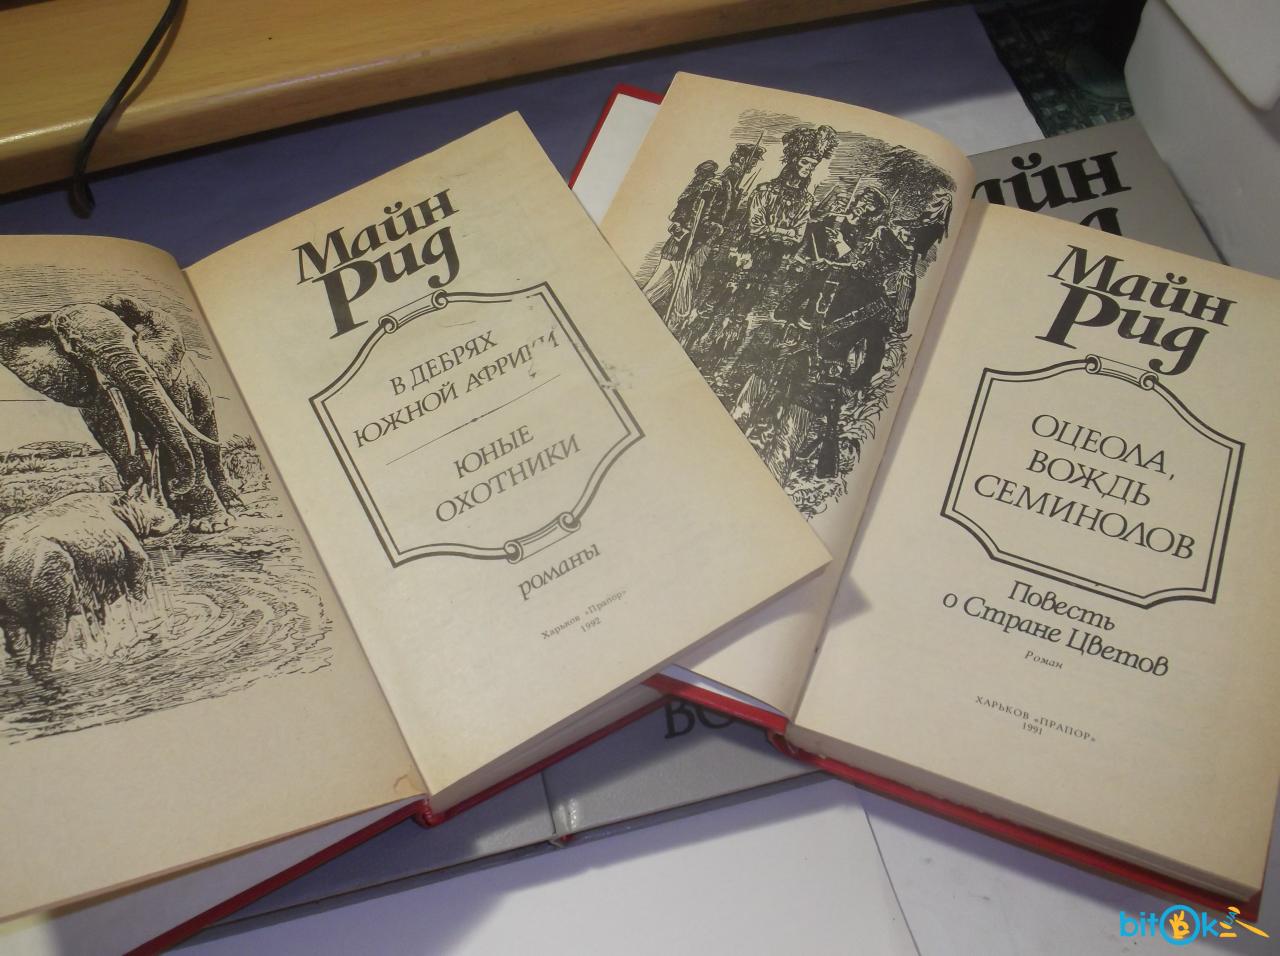 Майн
Рид
В ДЕБРЯХ
ЮЖНОЙ АФРИКИ
ЮНЫЕ
ОХОТНИКИ
романы
Харьков «Прапор»
1992
Майн
Рид
ОЦЕОЛА,
ВОЖДЬ
СЕМИНОЛОВ
Повесть
о Стране Цветов
Роман
ХАРЬКОВ «ПРАПОР»
1991
айн
bitOk